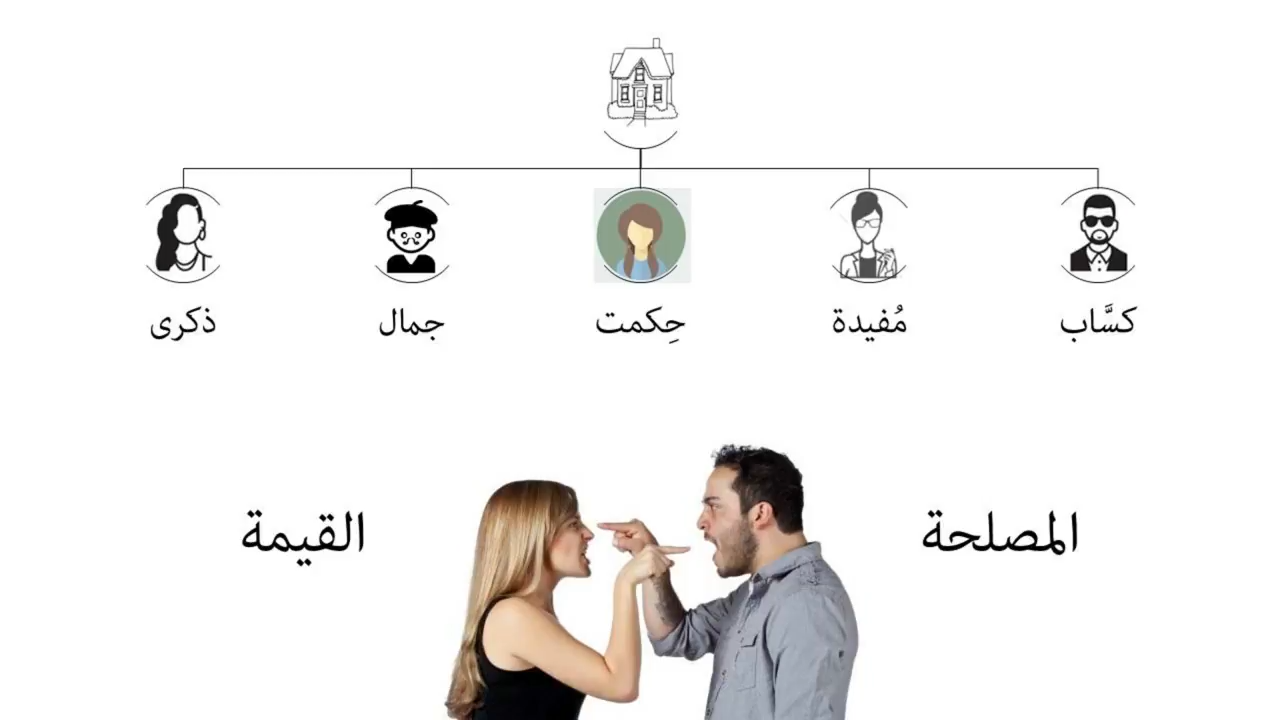 كسَّاب
مُفيدة
حِكمت
جمال
ذكرى
المصلحة
القيمة